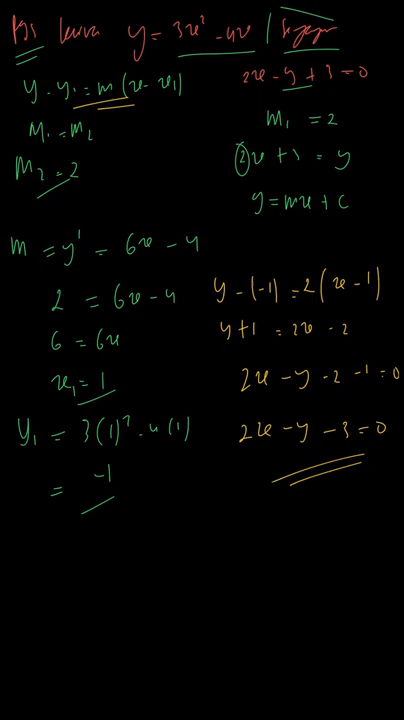 PGS kurva y = 3x² - 4x | Sejajar
2x - y + 3 = 0
y - y₁ = m (x - x₁)
m₁ = m₂
m₂ = 2
m₁ = 2
2x + 3 = y
y = mx + c
m = y' = 6x - 4
2 = 6x - 4
6 = 6x
x₁ = 1
y₁ = 3(1)² - 4(1)
= -1
y - (-1) = 2(x - 1)
y + 1 = 2x - 2
2x - y - 2 - 1 = 0
2x - y - 3 = 0